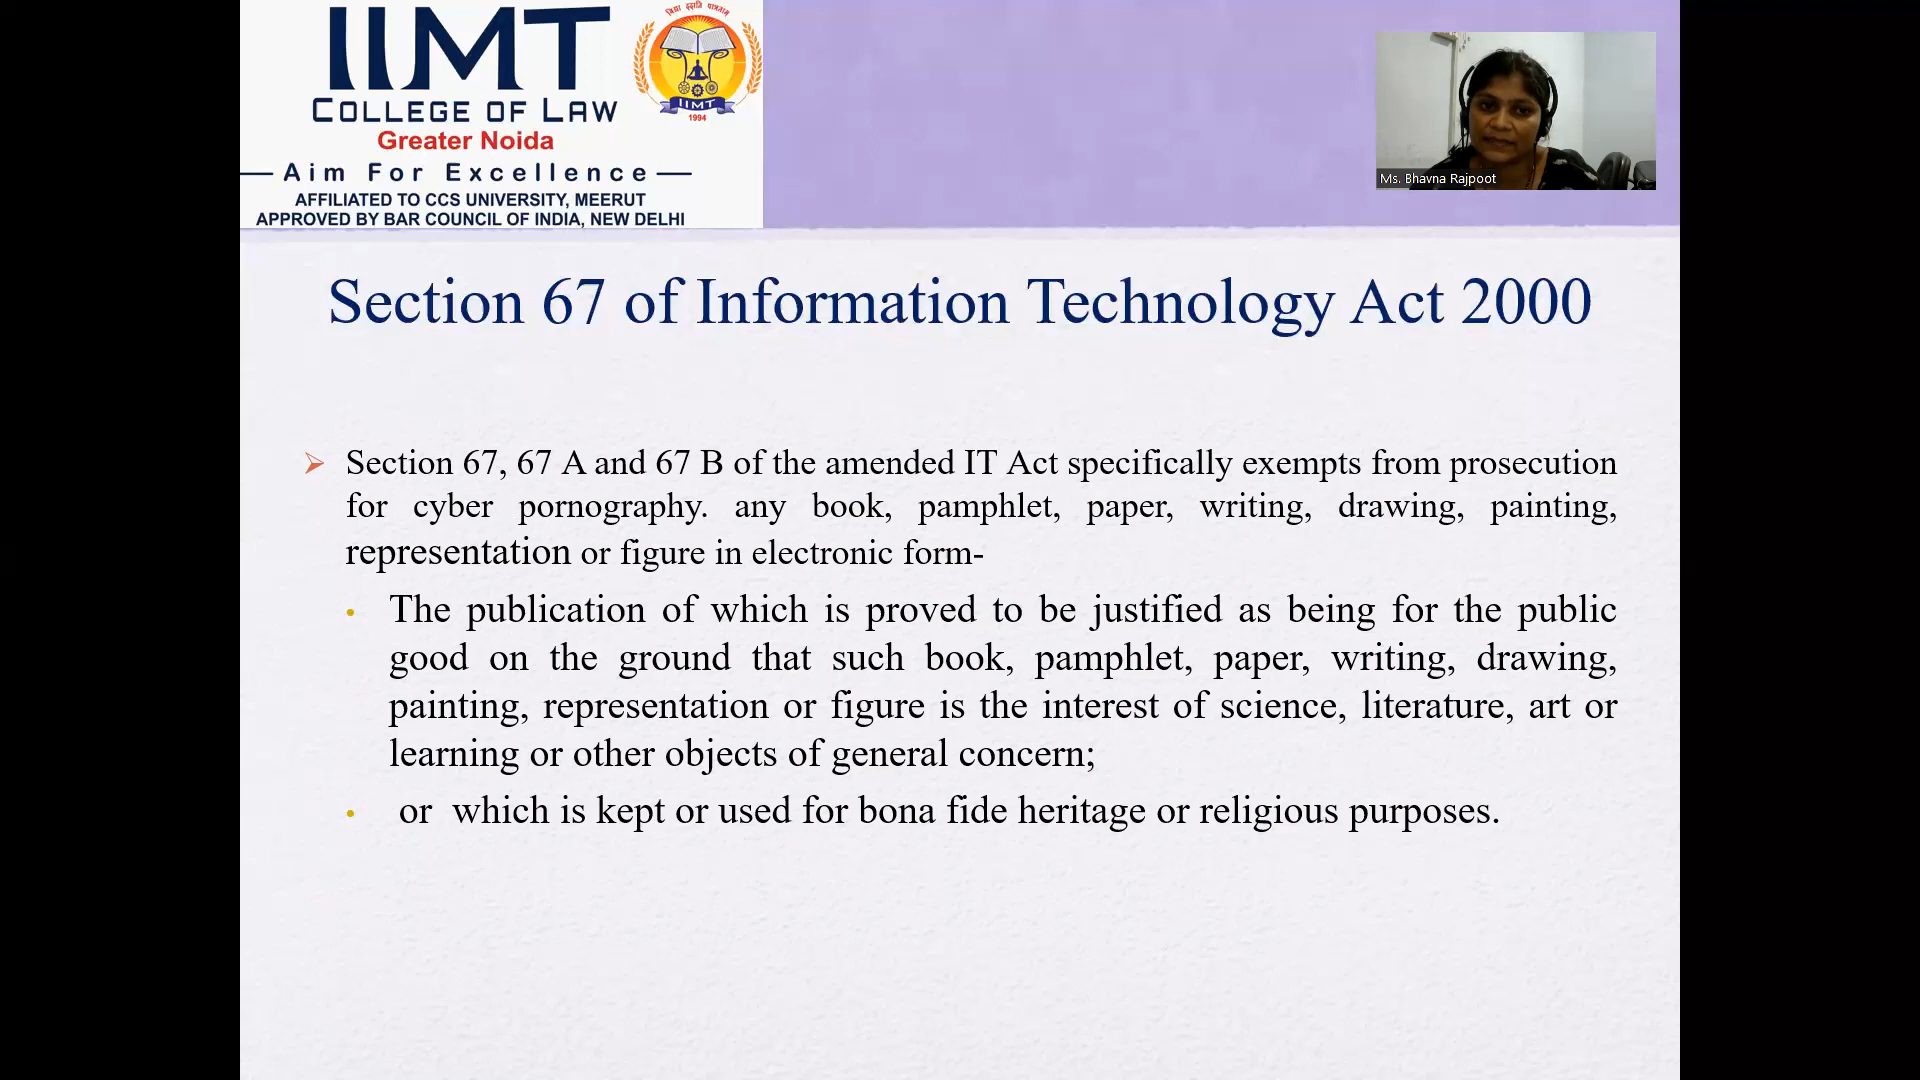 IIMT
COLLEGE OF LAW
Greater Noida
Aim For Excellence
AFFILIATED TO CCS UNIVERSITY, MEERUT
APPROVED BY BAR COUNCIL OF INDIA, NEW DELHI
विद्या ददाति पात्रताम्
IIMT
1994
Ms. Bhavna Rajpoot
Section 67 of Information Technology Act 2000
Section 67, 67 A and 67 B of the amended IT Act specifically exempts from prosecution
for cyber pornography. any book, pamphlet, paper, writing, drawing, painting,
representation or figure in electronic form-
• The publication of which is proved to be justified as being for the public
good on the ground that such book, pamphlet, paper, writing, drawing,
painting, representation or figure is the interest of science, literature, art or
learning or other objects of general concern;
• or which is kept or used for bona fide heritage or religious purposes.